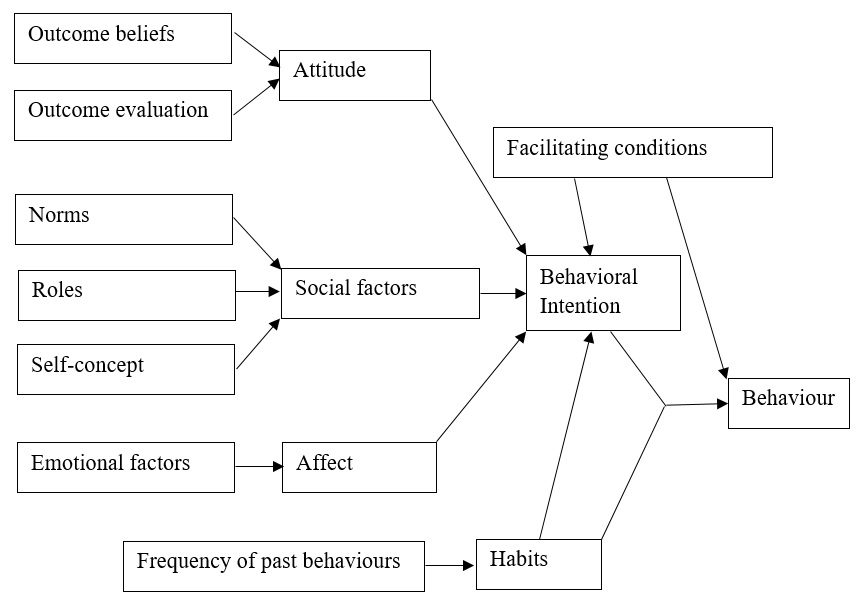 Outcome beliefs
Attitude
Outcome evaluation
Facilitating conditions
Norms
Behavioral
Intention
Roles
Social factors
Self-concept
Behaviour
Emotional factors
Affect
Frequency of past behaviours
Habits